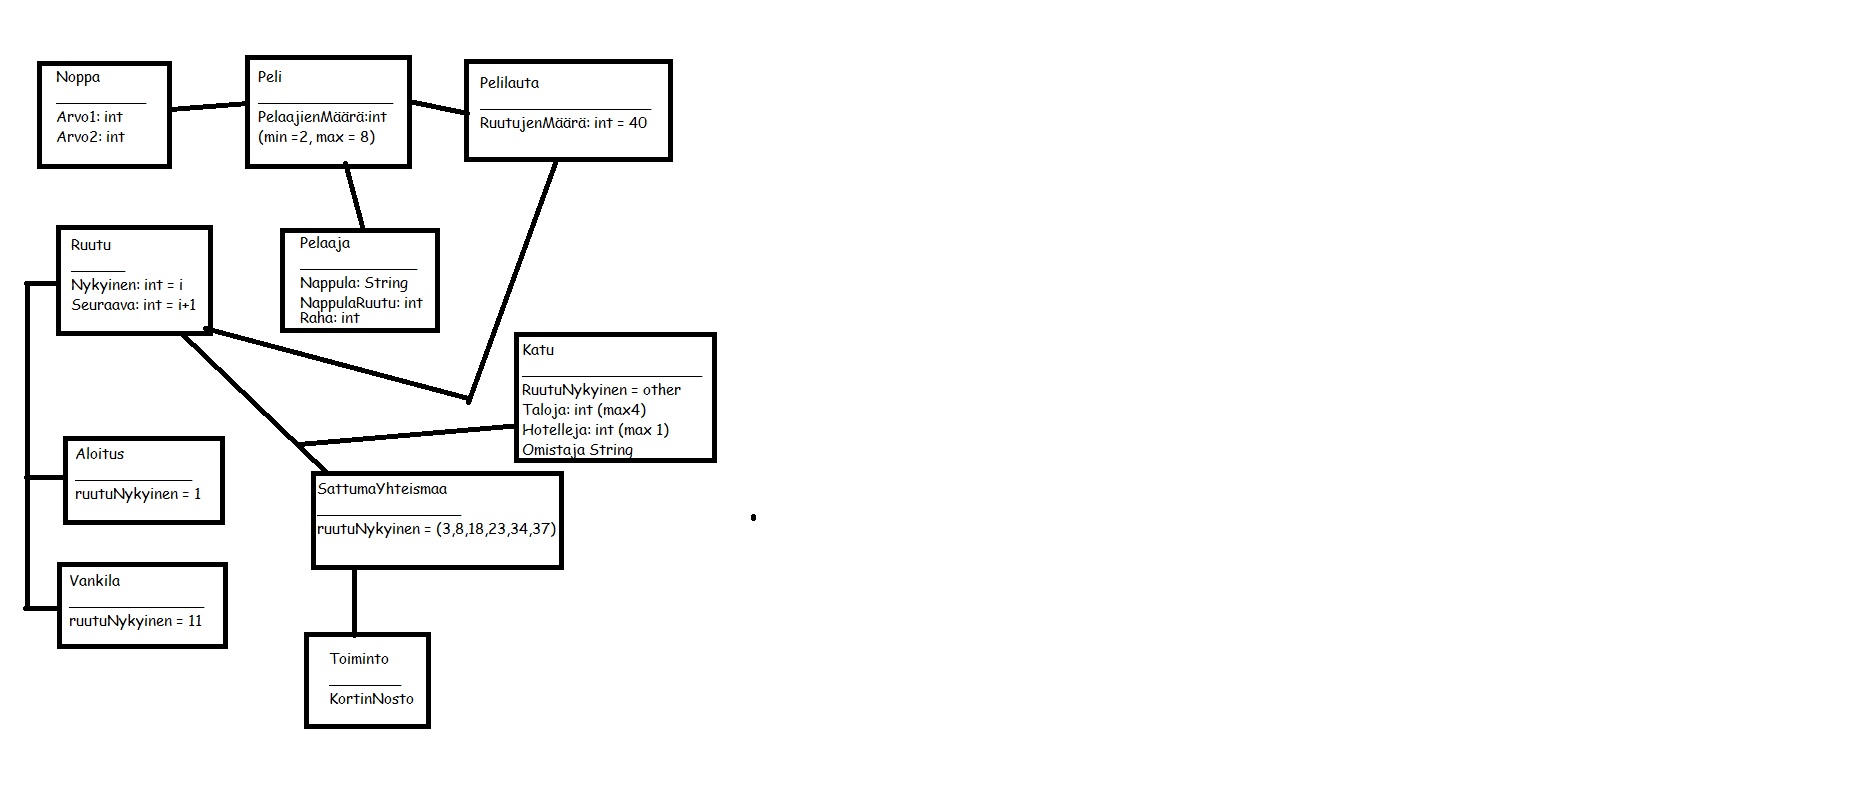 Noppa
Arvo1: int
Arvo2: int
Peli
PelaajienMäärä:int
(min =2, max = 8)
Pelilauta
RuutujenMäärä: int = 40
Ruutu
Nykyinen: int = i
Seuraava: int = i+1
Pelaaja
Nappula: String
NappulaRuutu: int
Raha: int
Katu
RuutuNykyinen = other
Taloja: int (max4)
Hotelleja: int (max 1)
Omistaja String
Aloitus
ruutuNykyinen = 1
SattumaYhteismaa
ruutuNykyinen = (3,8,18,23,34,37)
Vankila
ruutuNykyinen = 11
Toiminto
KortinNosto